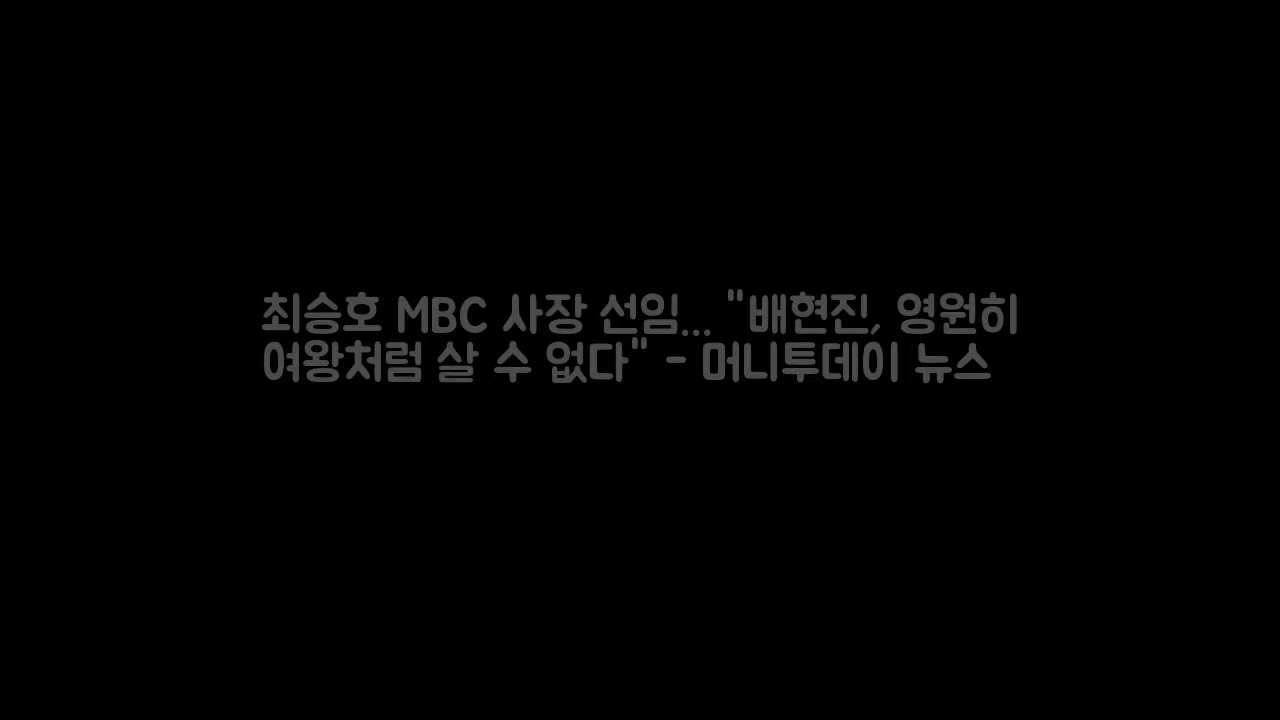 최승호 MBC 사장 선임... "배현진, 영원히
여왕처럼 살 수 없다" - 머니투데이 뉴스